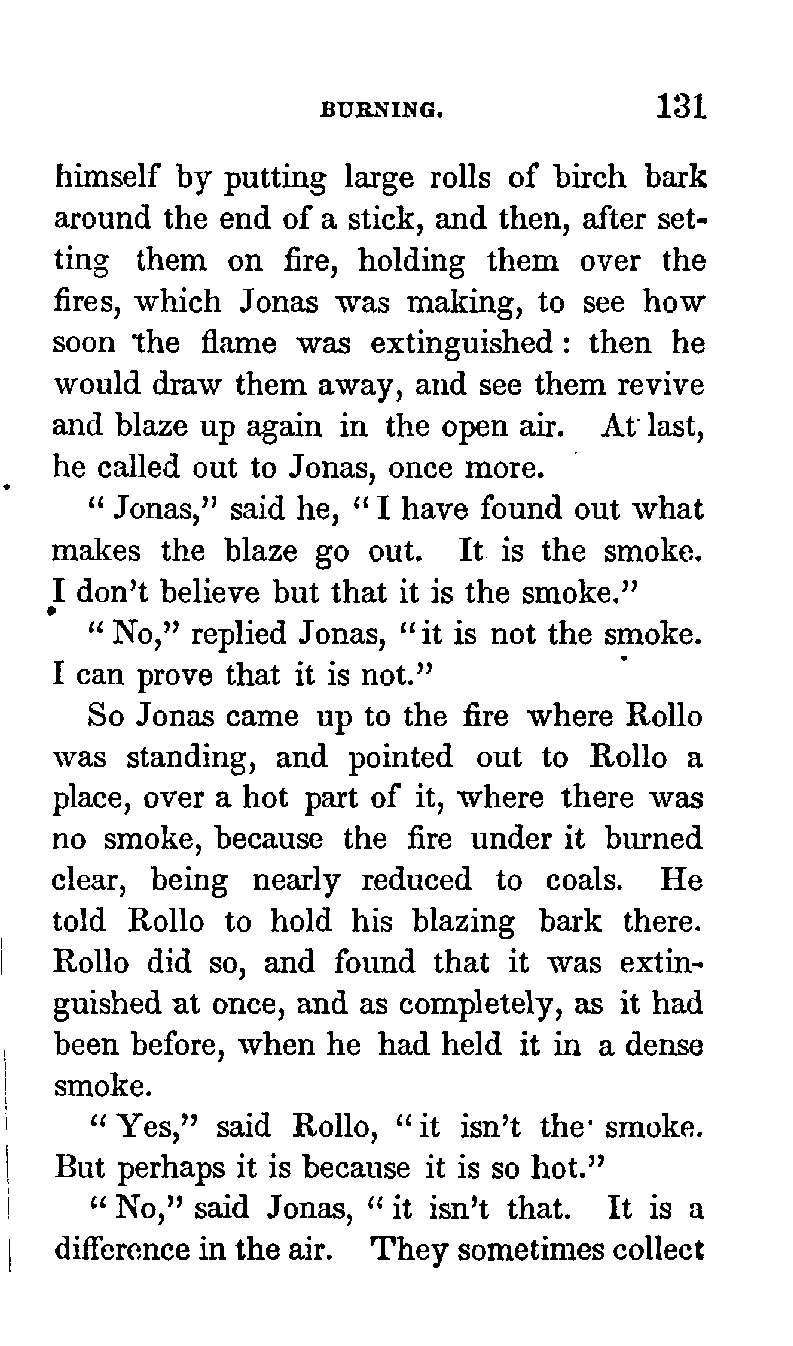 BURNING. 131
himself by putting large rolls of birch bark
around the end of a stick, and then, after set-
ting them on fire, holding them over the
fires, which Jonas was making, to see how
soon the flame was extinguished : then he
would draw them away, and see them revive
and blaze up again in the open air. At last,
he called out to Jonas, once more.
“ Jonas,” said he, “ I have found out what
makes the blaze go out. It is the smoke.
I don’t believe but that it is the smoke.”
“ No,” replied Jonas, “ it is not the smoke.
I can prove that it is not.”
So Jonas came up to the fire where Rollo
was standing, and pointed out to Rollo a
place, over a hot part of it, where there was
no smoke, because the fire under it burned
clear, being nearly reduced to coals. He
told Rollo to hold his blazing bark there.
Rollo did so, and found that it was extin-
guished at once, and as completely, as it had
been before, when he had held it in a dense
smoke.
“ Yes,” said Rollo, “ it isn’t the smoke.
But perhaps it is because it is so hot.”
“ No,” said Jonas, “ it isn’t that. It is a
difference in the air. They sometimes collect